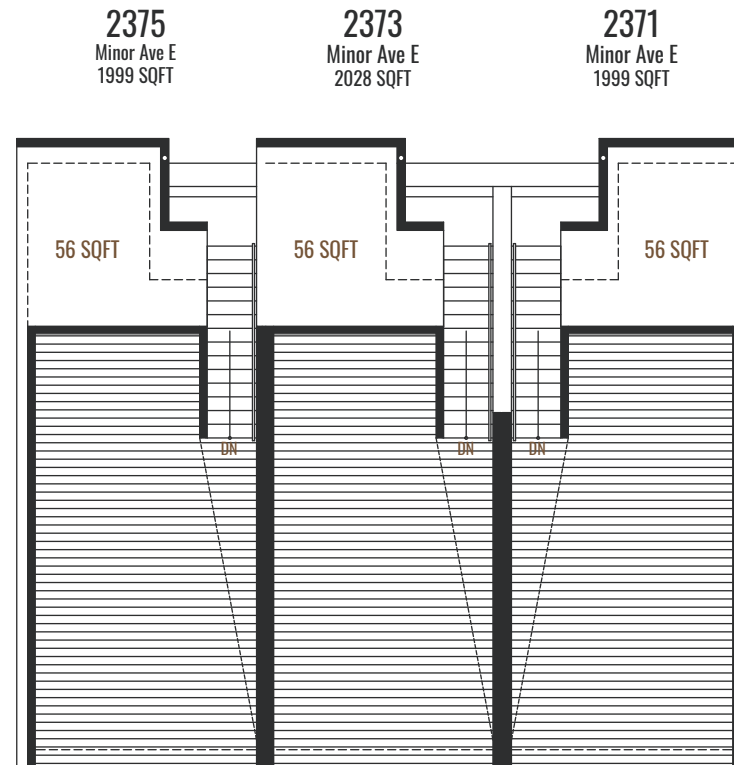 2375
Minor Ave E
1999 SQFT
2373
Minor Ave E
2028 SQFT
2371
Minor Ave E
1999 SQFT
56 SQFT
56 SQFT
56 SQFT
DN
DN
DN